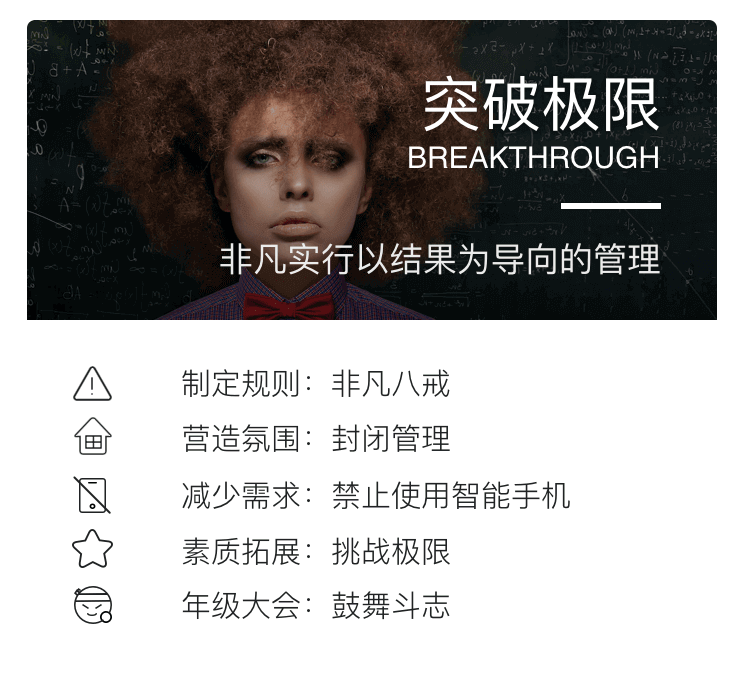 突破极限
BREAKTHROUGH
非凡实行以结果为导向的管理
制定规则：非凡八戒
营造氛围：封闭管理
减少需求：禁止使用智能手机
素质拓展：挑战极限
年级大会：鼓舞斗志